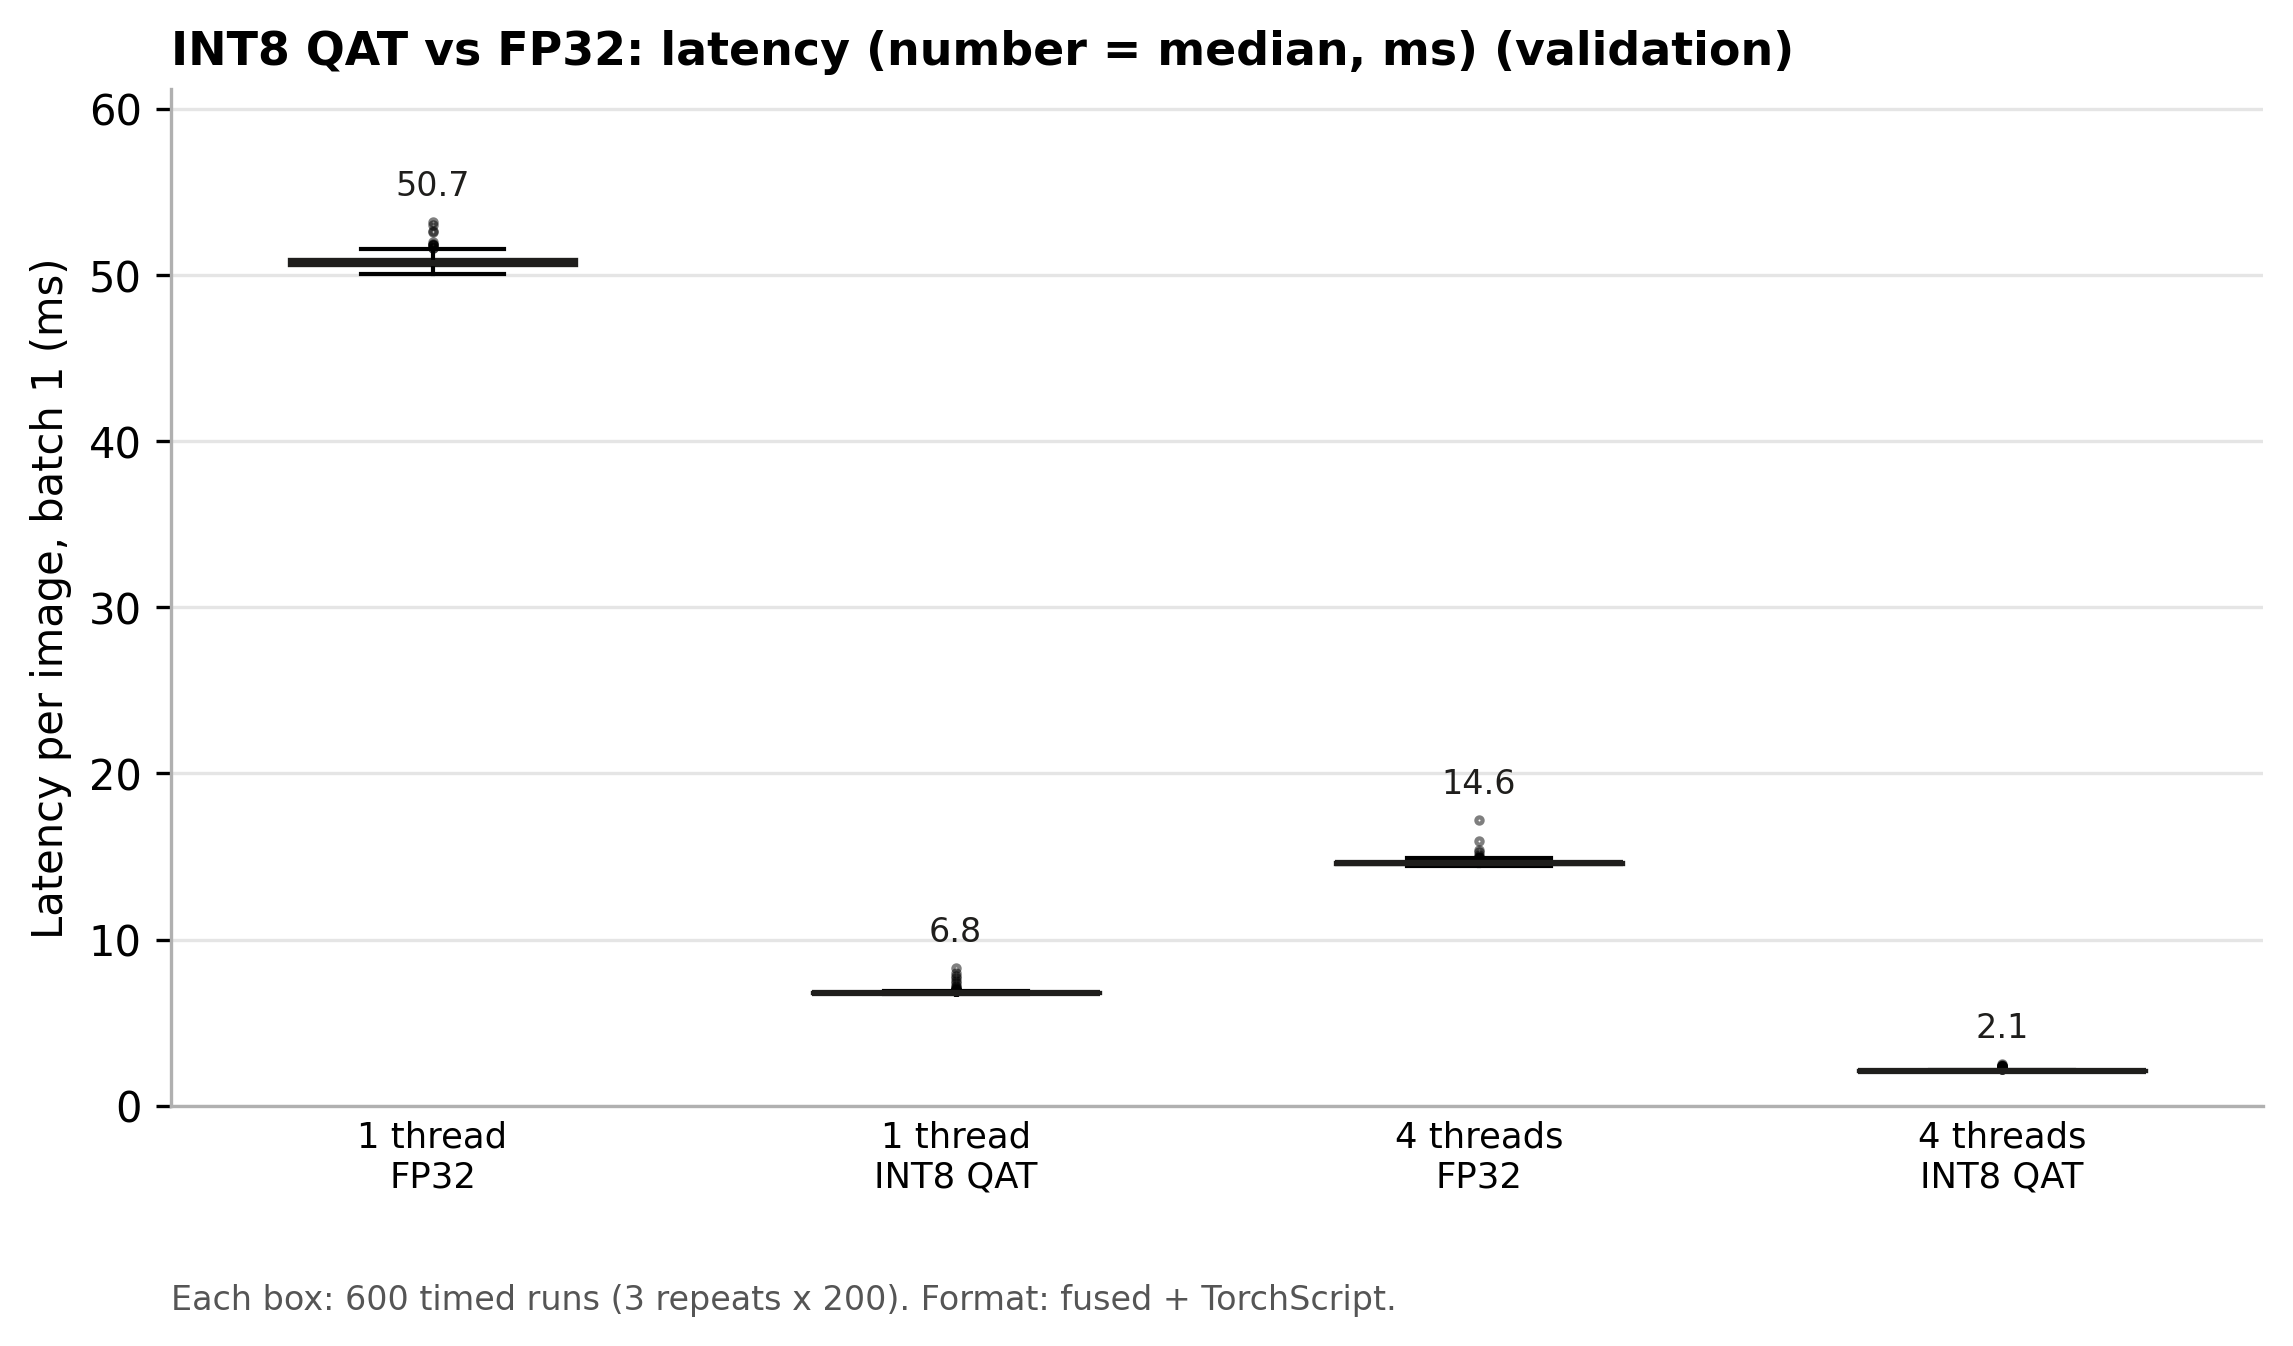 INT8 QAT vs FP32: latency (number = median, ms) (validation)
Latency per image, batch 1 (ms)
60
50
40
30
20
10
0
50.7
6.8
14.6
2.1
1 thread
FP32
1 thread
INT8 QAT
4 threads
FP32
4 threads
INT8 QAT
Each box: 600 timed runs (3 repeats x 200). Format: fused + TorchScript.